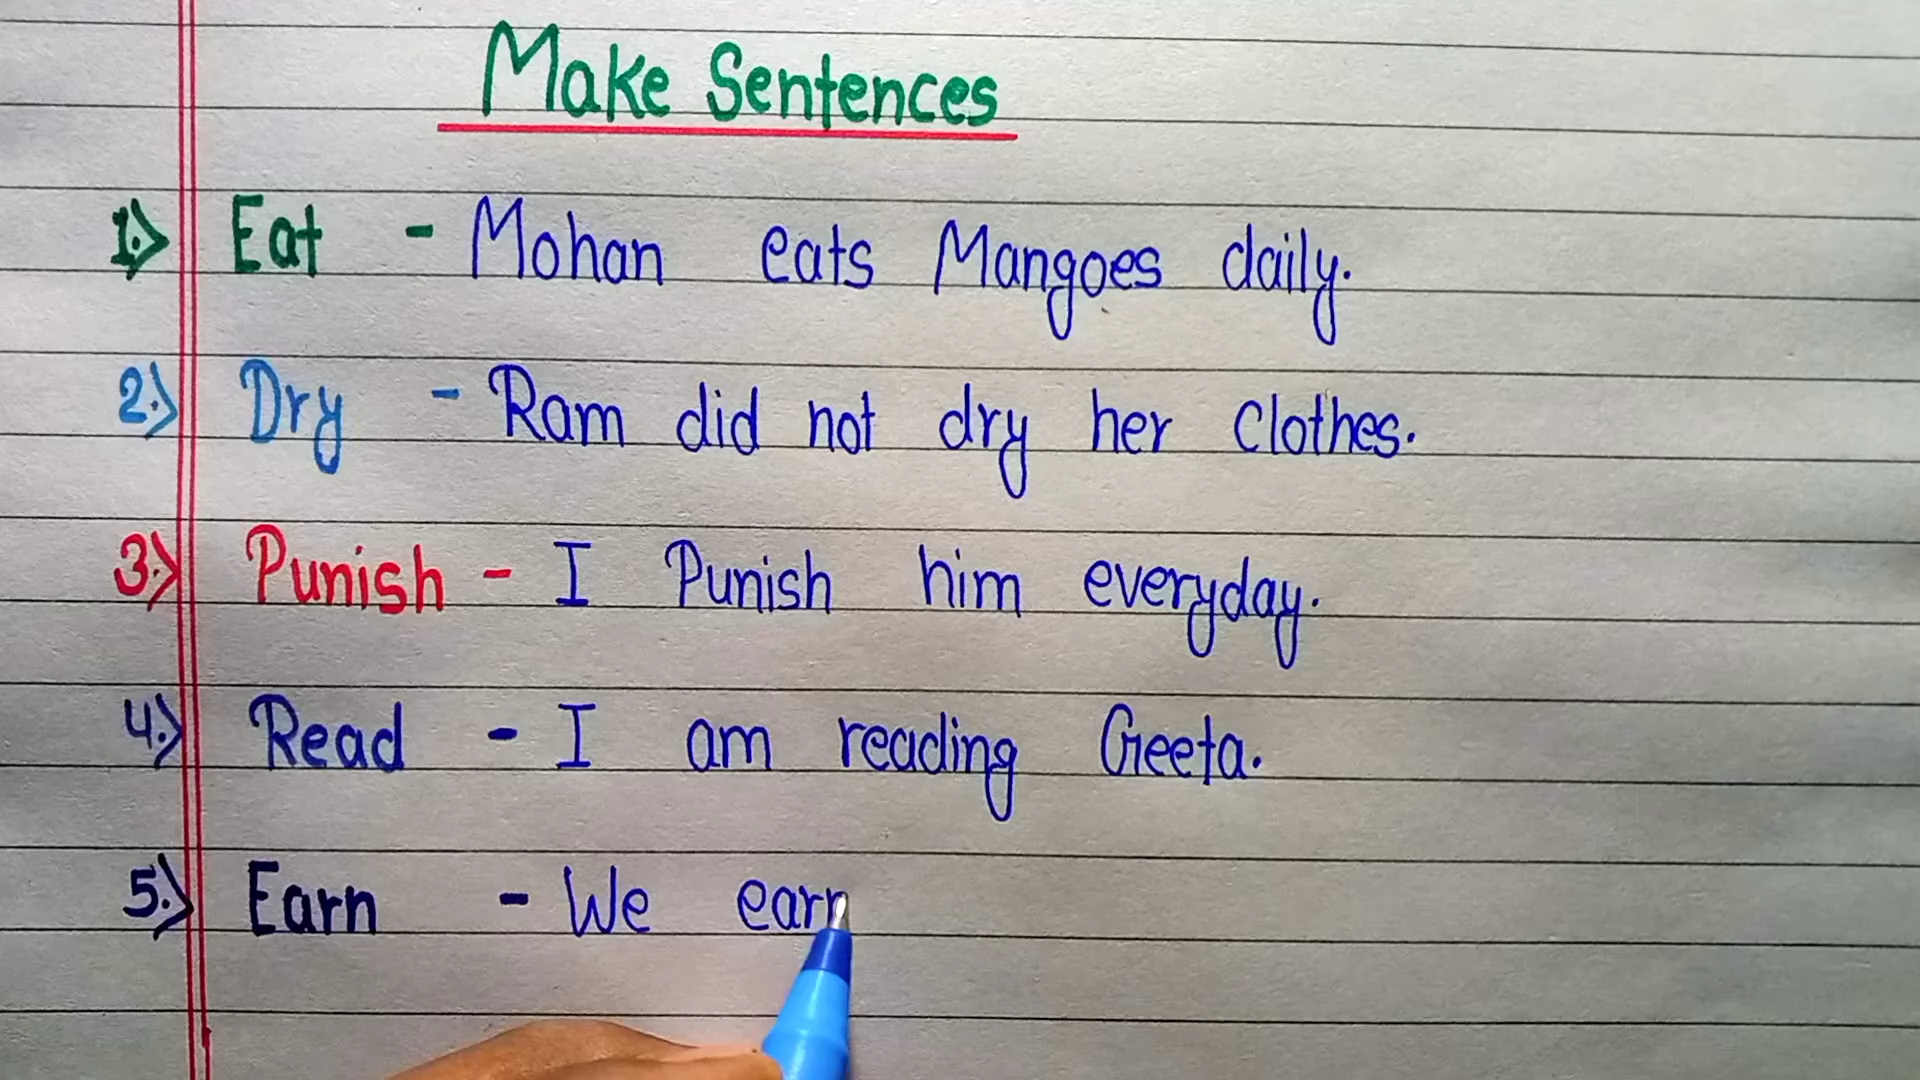 Make Sentences
1.) Eat - Mohan eats Mangoes daily.
2.) Dry - Ram did not dry her Clothes.
3.) Punish - I Punish him everyday.
4.) Read - I am reading Geeta.
5.) Earn - We earn